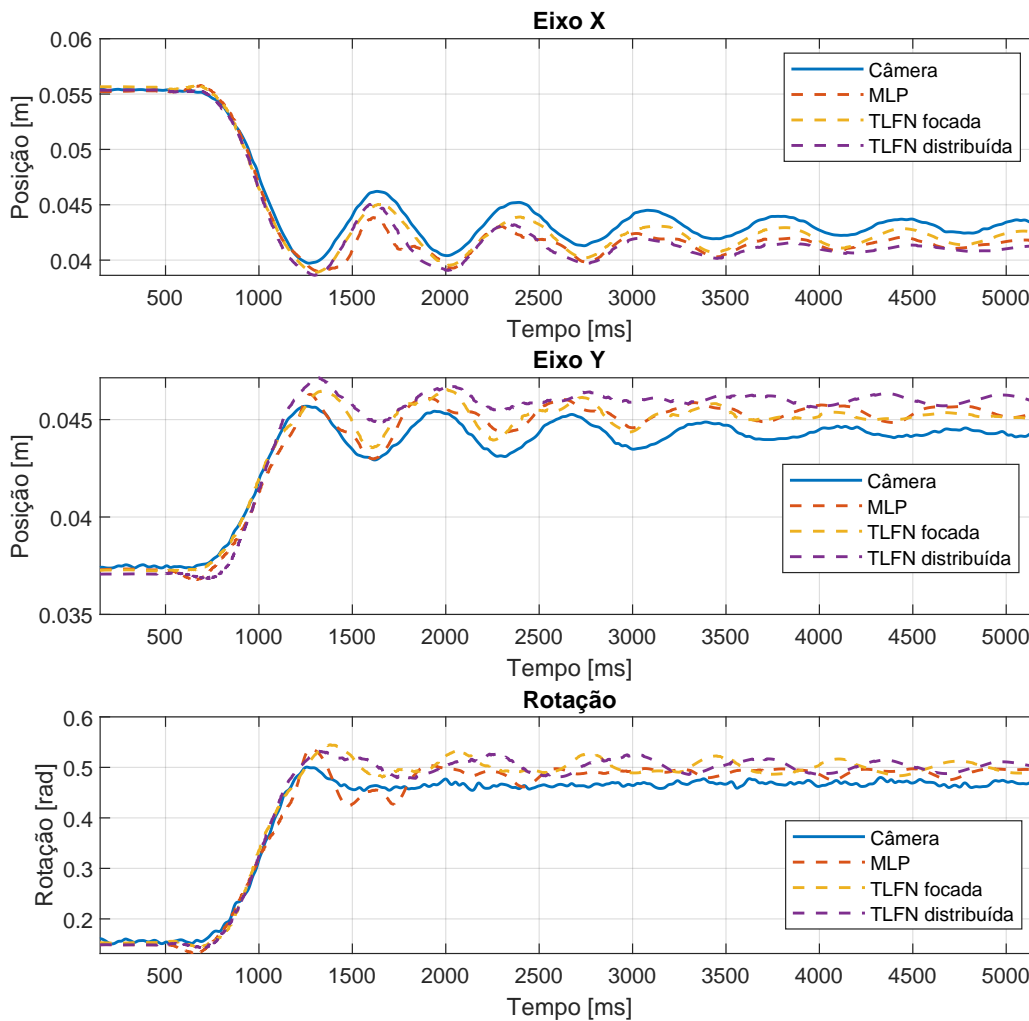 Eixo X
0.06
0.055
0.05
0.045
0.04
Posição [m]
500 1000 1500 2000 2500 3000 3500 4000 4500 5000
Tempo [ms]
Câmera
MLP
TLFN focada
TLFN distribuída
Eixo Y
0.045
0.04
0.035
Posição [m]
500 1000 1500 2000 2500 3000 3500 4000 4500 5000
Tempo [ms]
Câmera
MLP
TLFN focada
TLFN distribuída
Rotação
0.6
0.5
0.4
0.3
0.2
Rotação [rad]
500 1000 1500 2000 2500 3000 3500 4000 4500 5000
Tempo [ms]
Câmera
MLP
TLFN focada
TLFN distribuída